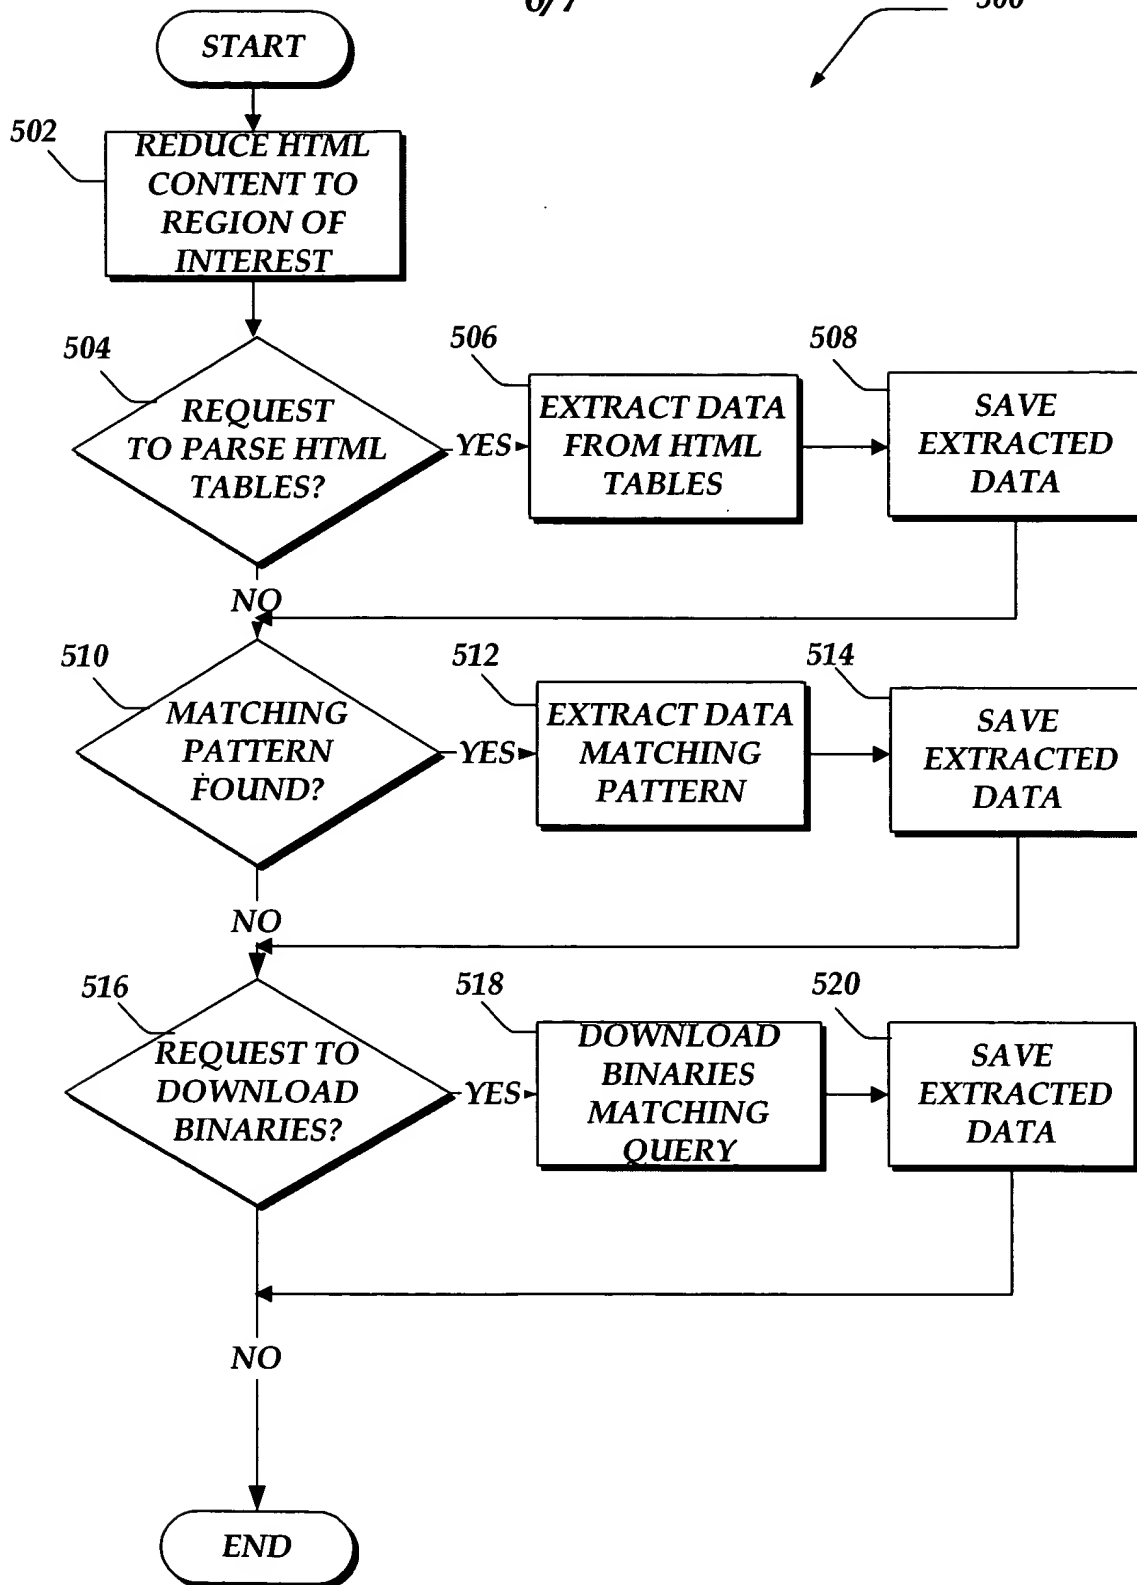 6/7
500
START
502
REDUCE HTML
CONTENT TO
REGION OF
INTEREST
504
REQUEST
TO PARSE HTML
TABLES?
YES
506
EXTRACT DATA
FROM HTML
TABLES
508
SAVE
EXTRACTED
DATA
NO
510
MATCHING
PATTERN
FOUND?
YES
512
EXTRACT DATA
MATCHING
PATTERN
514
SAVE
EXTRACTED
DATA
NO
516
REQUEST TO
DOWNLOAD
BINARIES?
YES
518
DOWNLOAD
BINARIES
MATCHING
QUERY
520
SAVE
EXTRACTED
DATA
NO
END